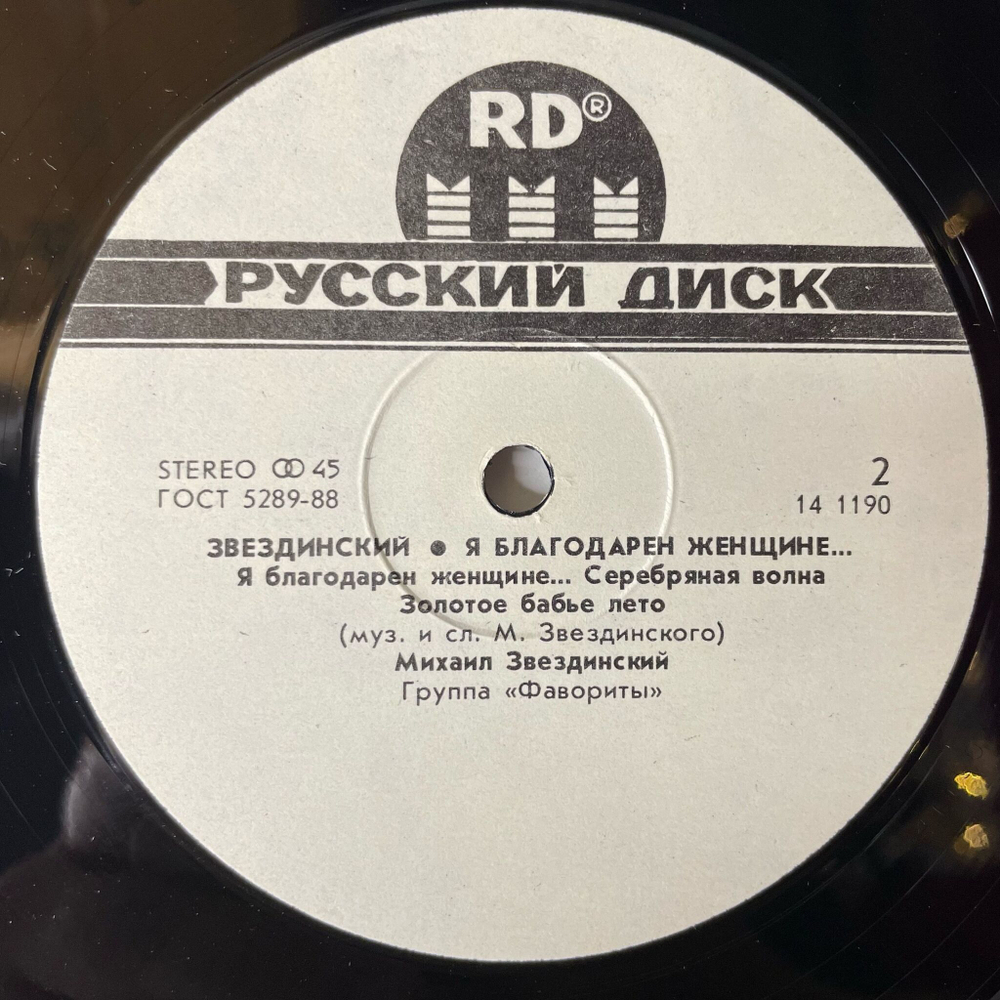 RD®
РУССКИЙ ДИСК
STEREO ꝏ 45
ГОСТ 5289-88
2
14 1190
ЗВЕЗДИНСКИЙ ● Я БЛАГОДАРЕН ЖЕНЩИНЕ...
Я благодарен женщине... Серебряная волна
Золотое бабье лето
(муз. и сл. М. Звездинского)
Михаил Звездинский
Группа «Фавориты»